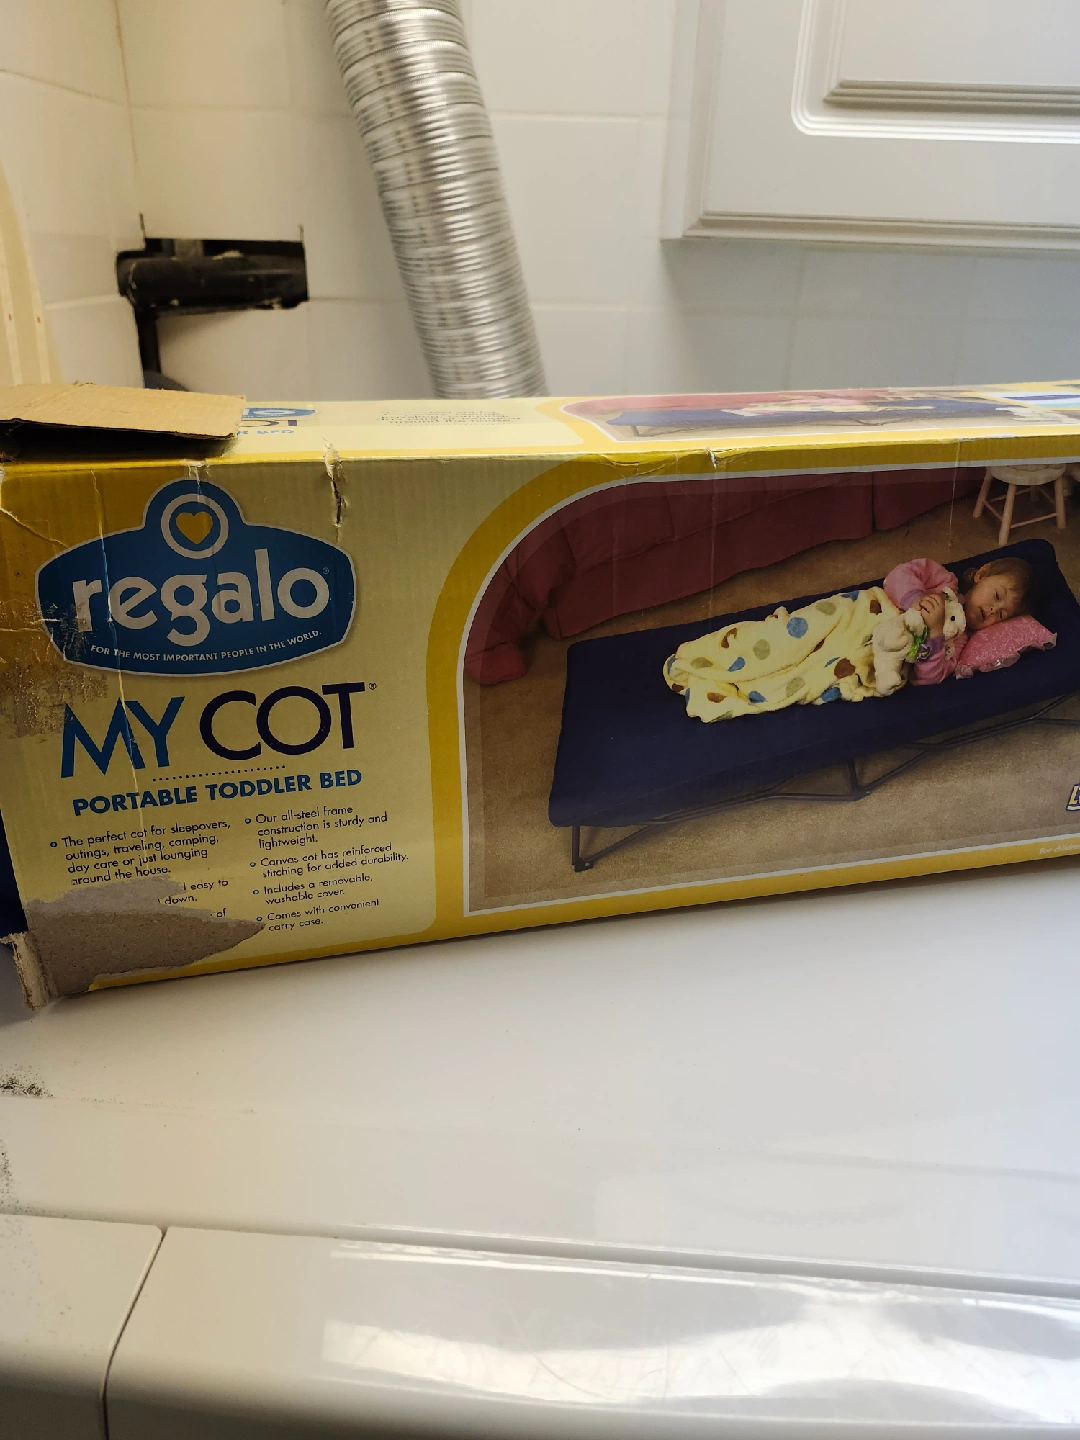 regalo®
FOR THE MOST IMPORTANT PEOPLE IN THE WORLD.
MY COT®
PORTABLE TODDLER BED
The perfect cot for sleepovers,
outings, traveling, camping,
day care or just lounging
around the house.
easy to
down.
of
Our all-steel frame
construction is sturdy and
lightweight.
Canvas cot has reinforced
stitching for added durability.
Includes a removable,
washable cover.
Comes with convenient
carry case.